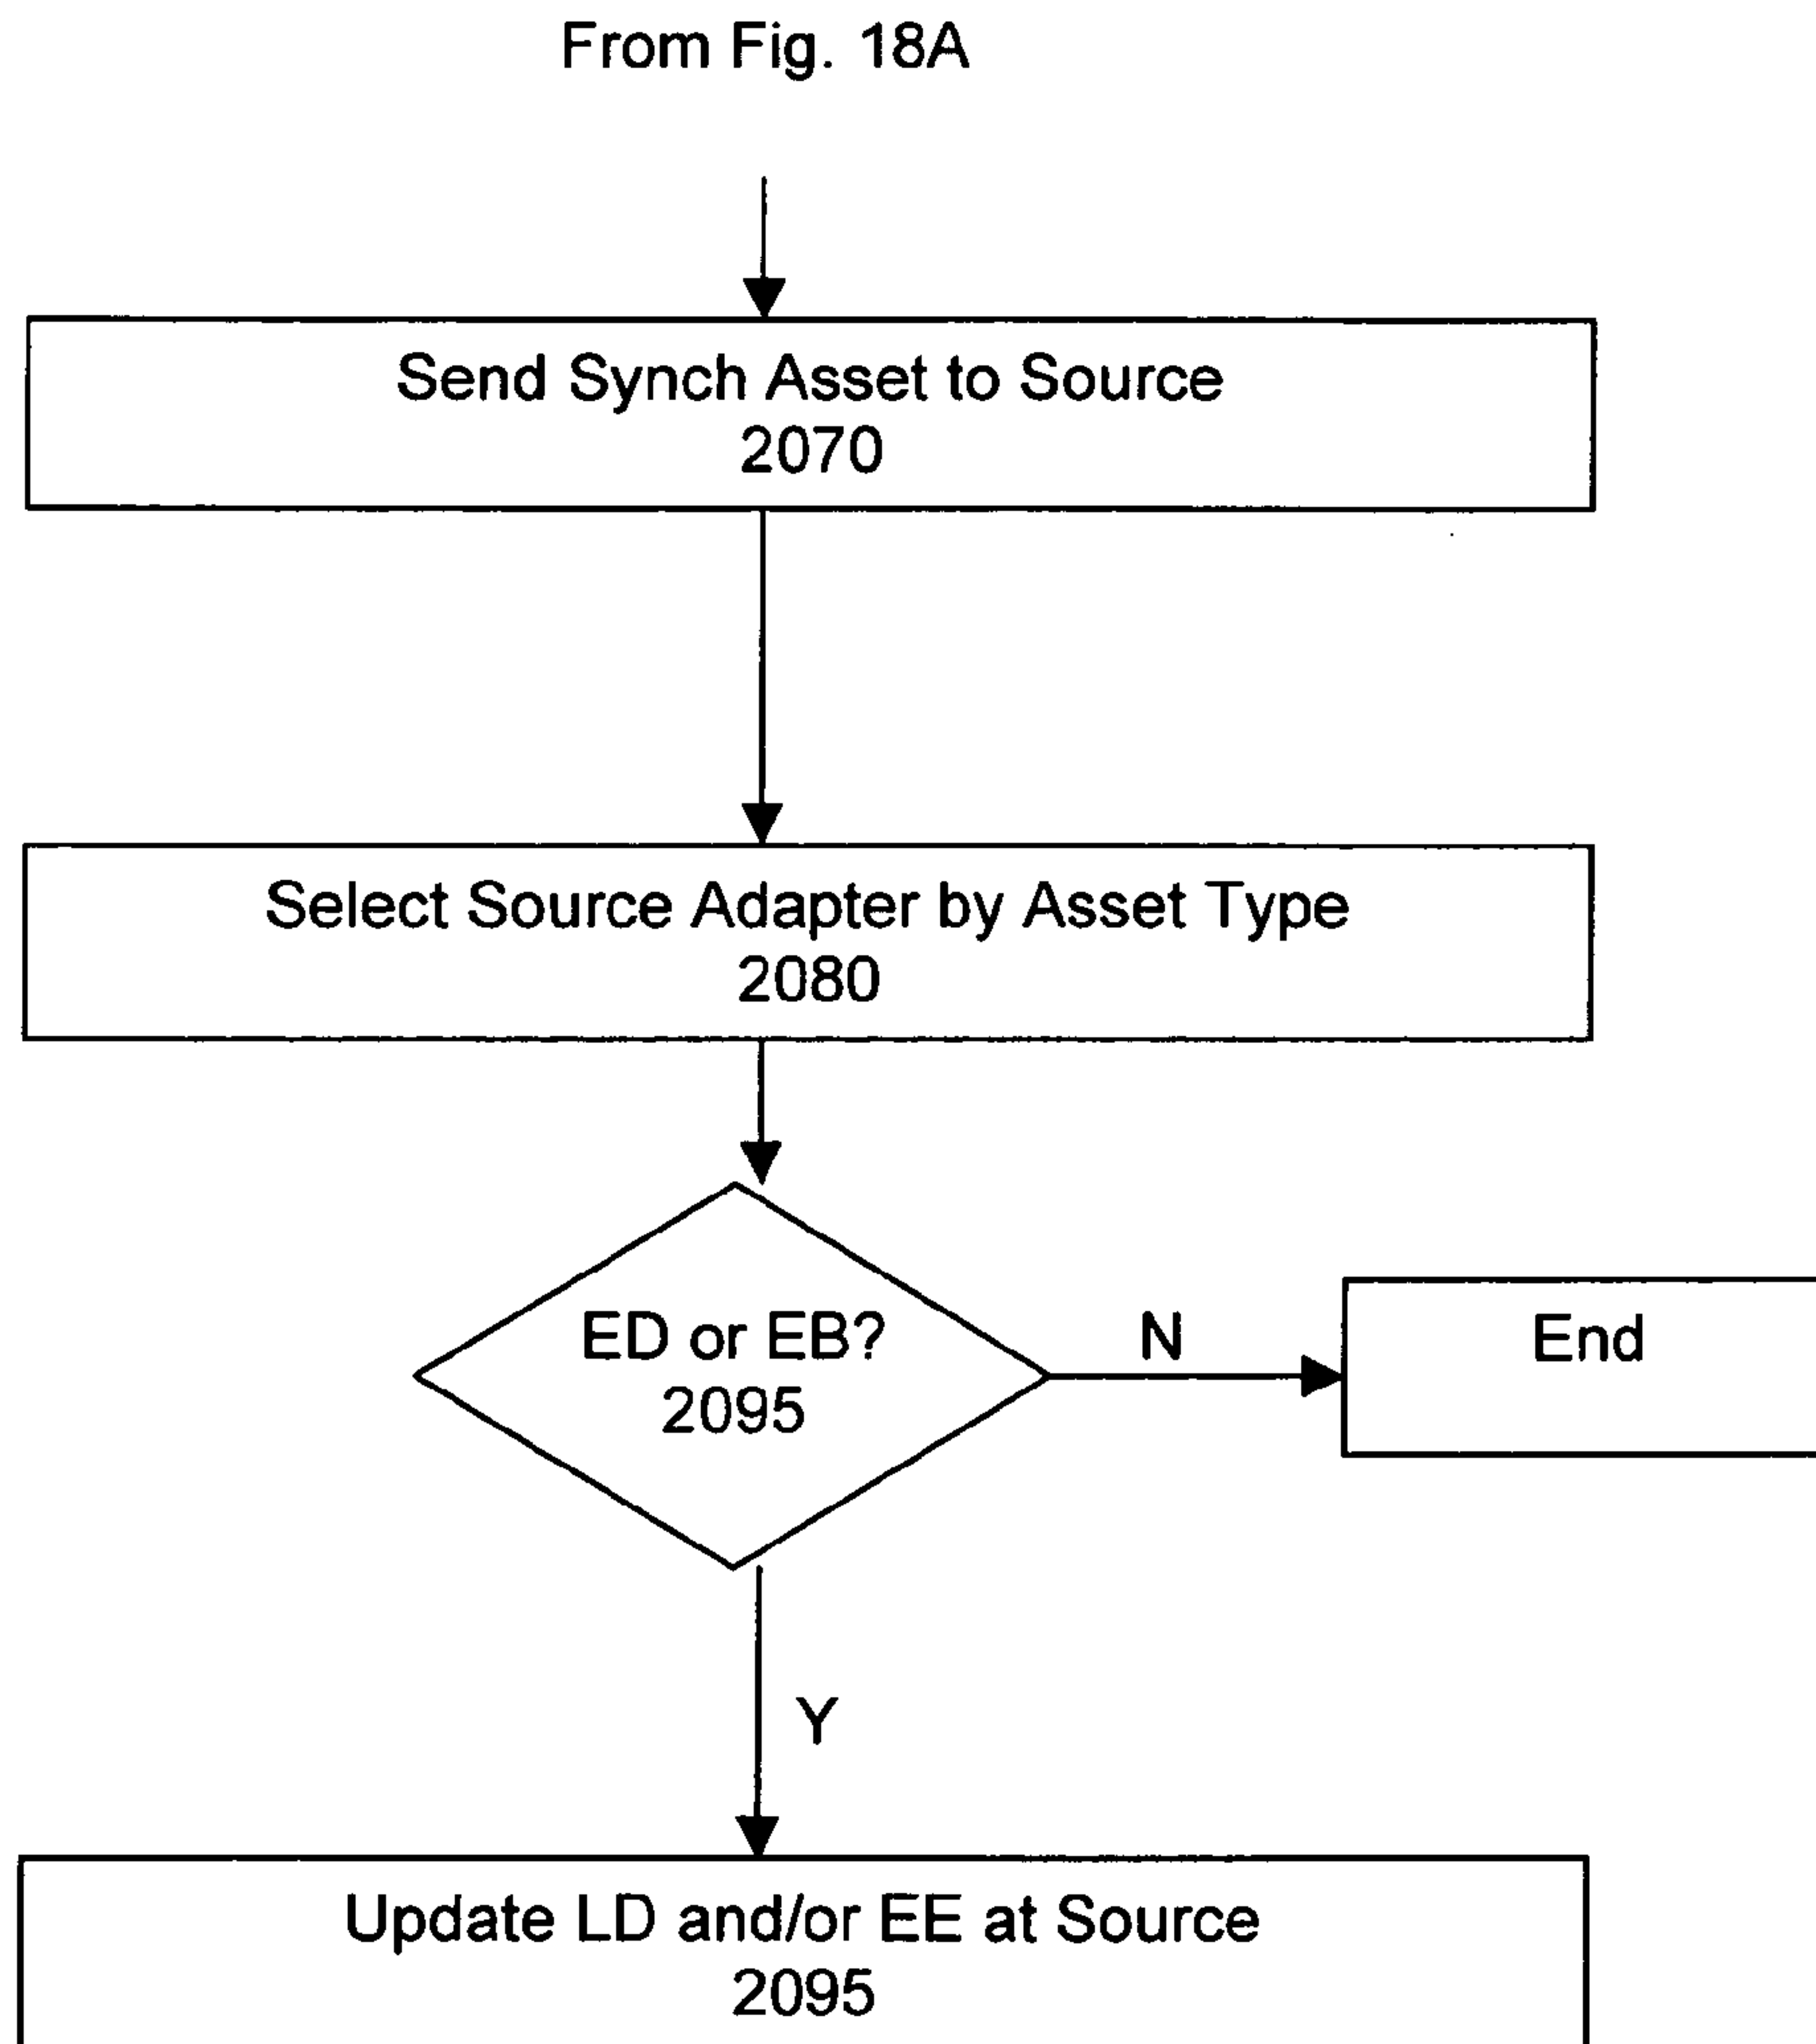 From Fig. 18A
Send Synch Asset to Source
2070
Select Source Adapter by Asset Type
2080
ED or EB?
2095
N
End
Y
Update LD and/or EE at Source
2095